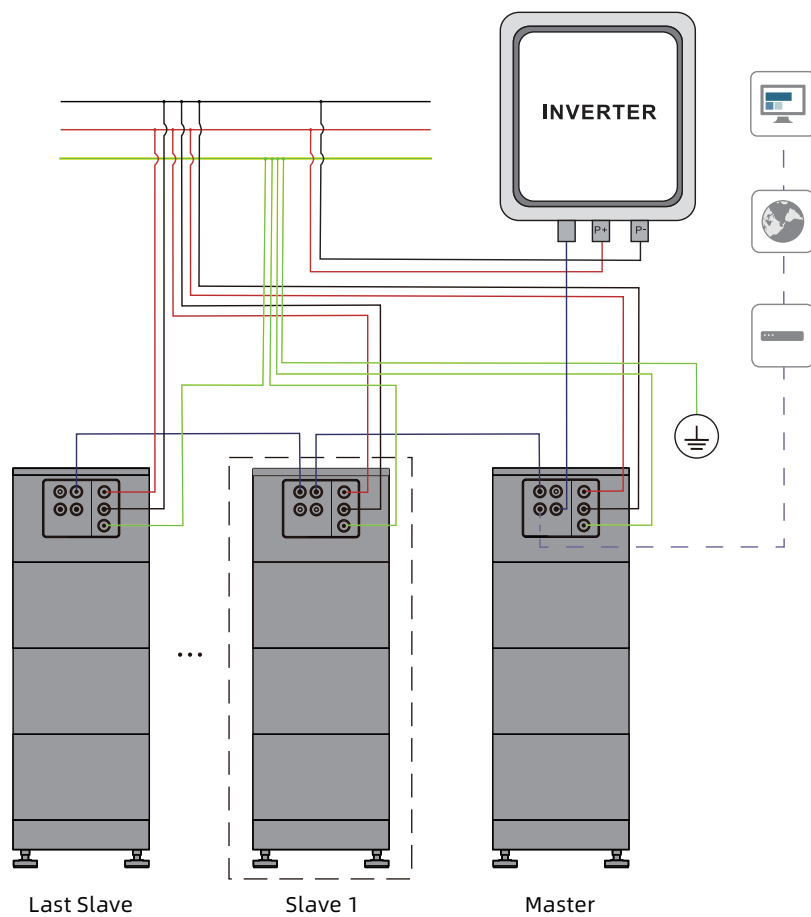 INVERTER
P+
P-
...
Last Slave
Slave 1
Master